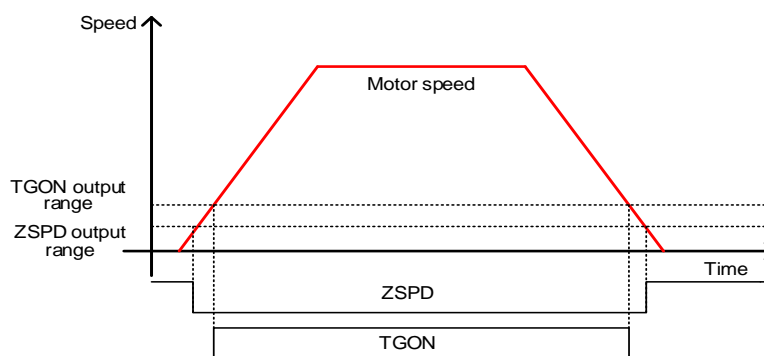 Speed
Motor speed
TGON output
range
ZSPD output
range
Time
ZSPD
TGON